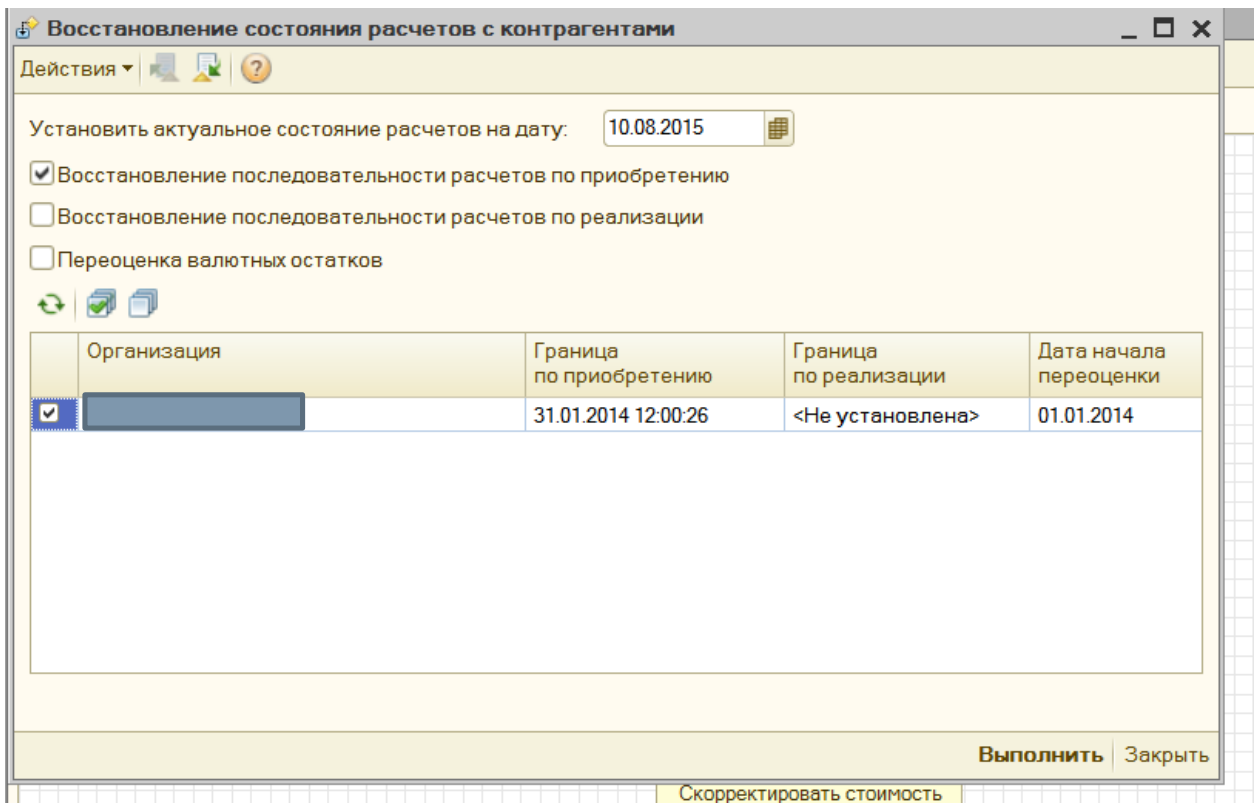 Восстановление состояния расчетов с контрагентами
Действия
Установить актуальное состояние расчетов на дату: 10.08.2015
Восстановление последовательности расчетов по приобретению
Восстановление последовательности расчетов по реализации
Переоценка валютных остатков
Организация Граница по приобретению Граница по реализации Дата начала переоценки
31.01.2014 12:00:26 <Не установлена> 01.01.2014
Выполнить Закрыть
Скорректировать стоимость